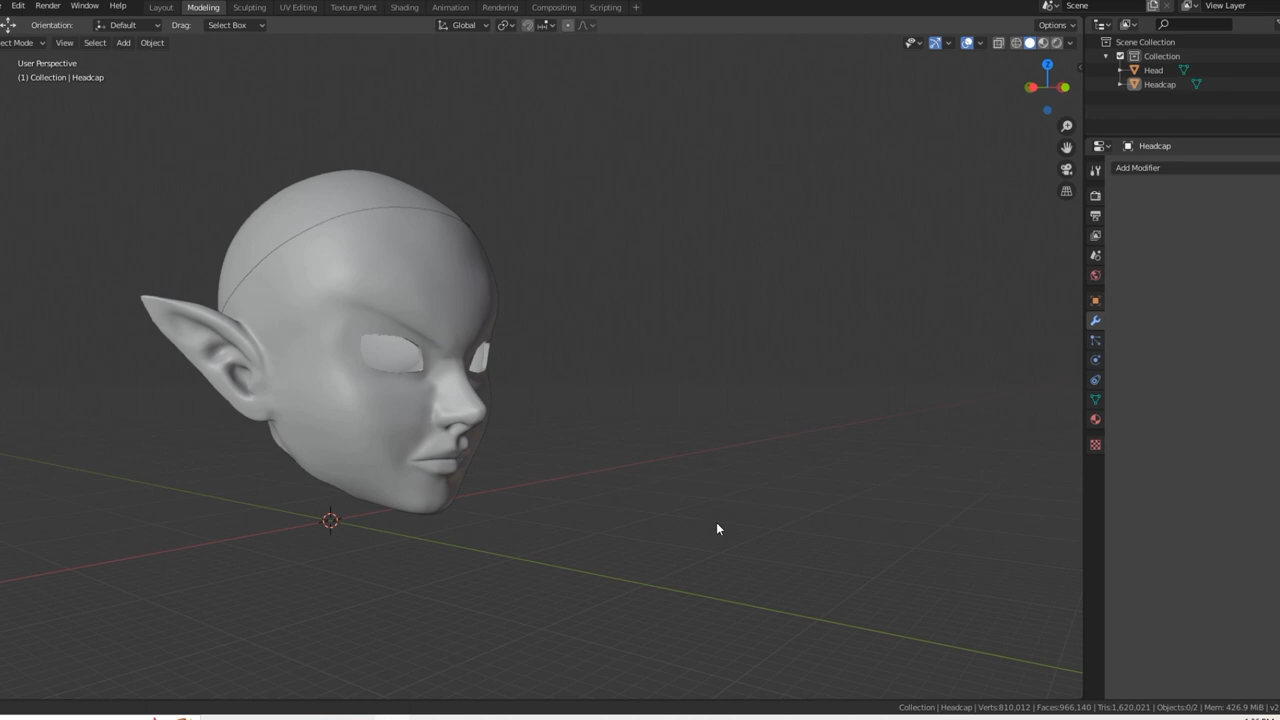 Edit Render Window Help Layout Modeling Sculpting UV Editing Texture Paint Shading Animation Rendering Compositing Scripting + Scene View Layer
Orientation: Default Drag: Select Box Global Options
ect Mode View Select Add Object
User Perspective
(1) Collection | Headcap
Z
Scene Collection
Collection
Head
Headcap
Headcap
Add Modifier
Collection | Headcap | Verts:810,012 | Faces:966,140 | Tris:1,620,021 | Objects:0/2 | Mem: 426.9 MiB | v2